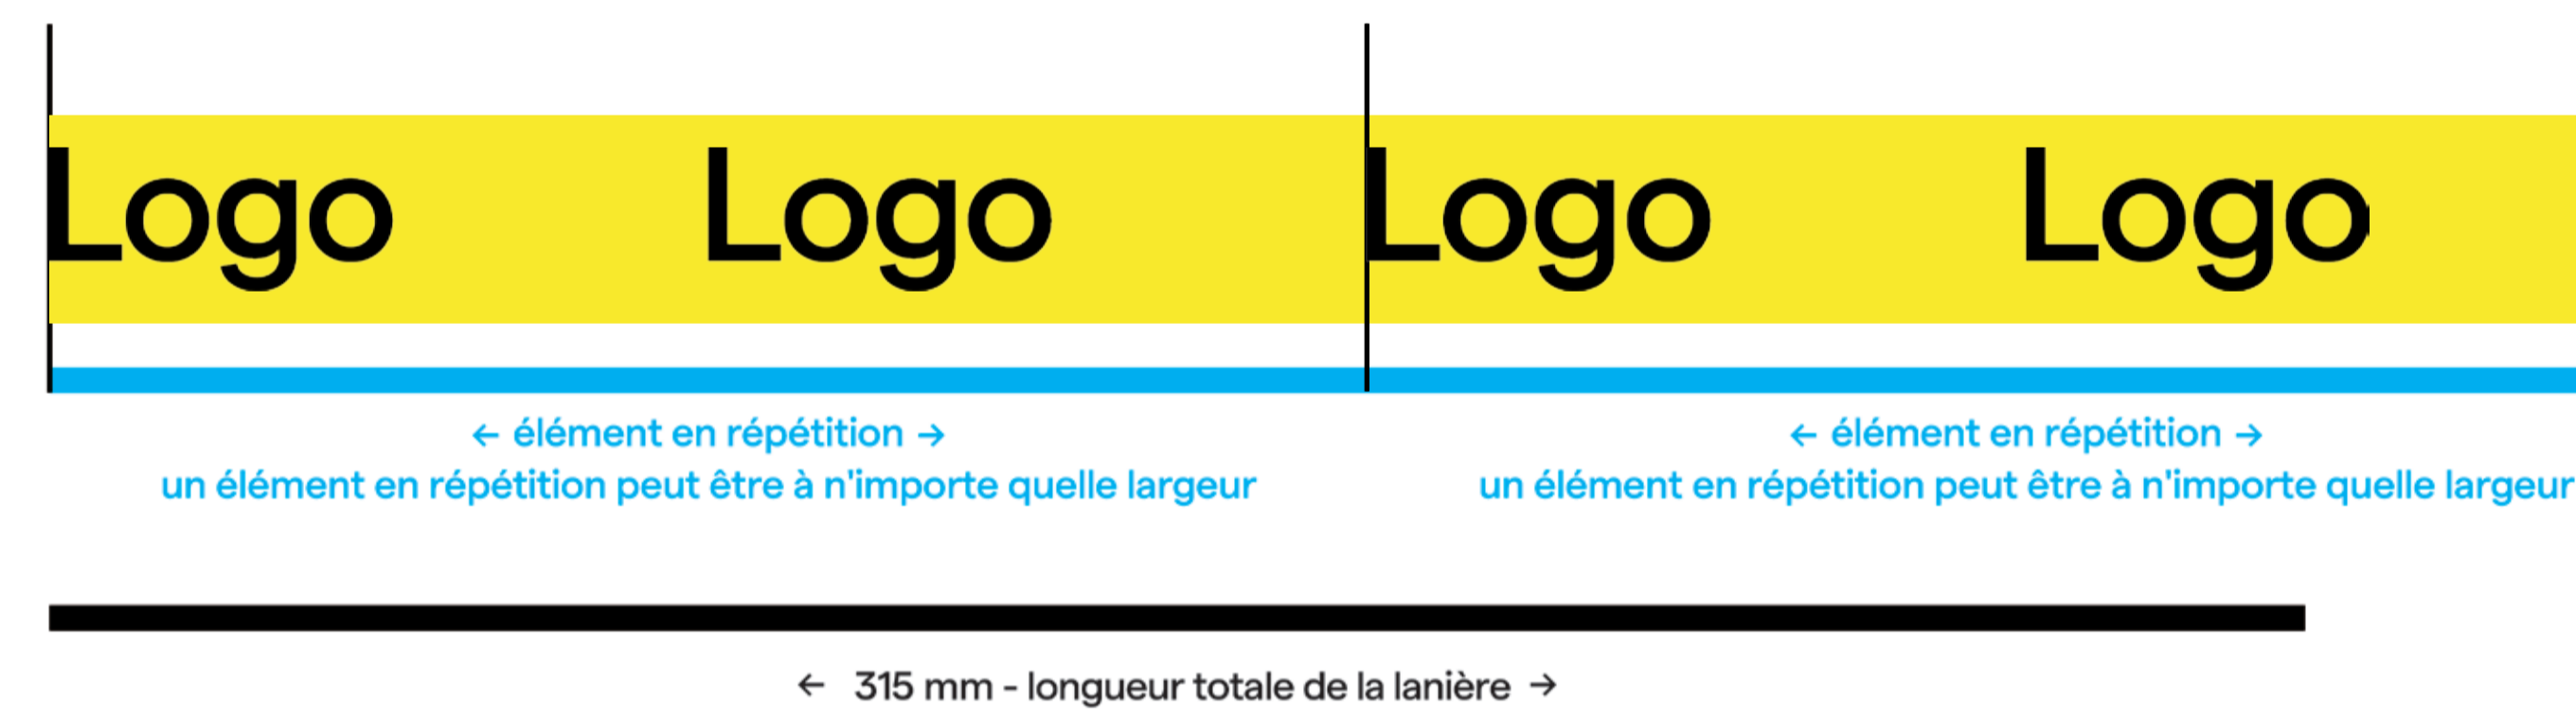 Logo Logo Logo Logo
← élément en répétition → ← élément en répétition →
un élément en répétition peut être à n'importe quelle largeur un élément en répétition peut être à n'importe quelle largeur
← 315 mm - longueur totale de la lanière →